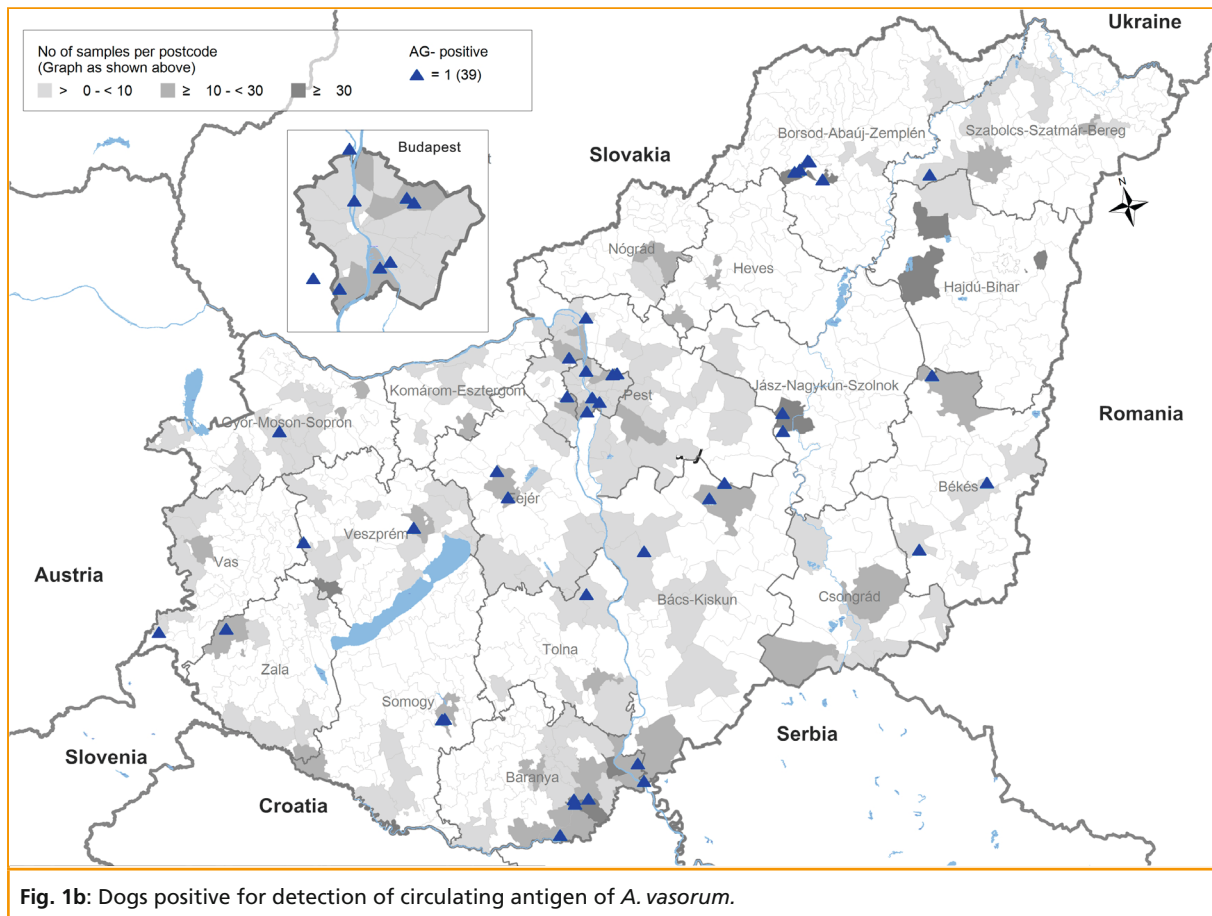 No of samples per postcode
(Graph as shown above)
> 0 - < 10 ≥ 10 - < 30 ≥ 30
AG- positive
= 1 (39)
Budapest
Ukraine
Slovakia
Borsod-Abaúj-Zemplén
Szabolcs-Szatmár-Bereg
N
Nógrád
Heves
Hajdú-Bihar
Komárom-Esztergom
Pest
Jász-Nagykun-Szolnok
Romania
Győr-Moson-Sopron
Fejér
Békés
Veszprém
Vas
Austria
Bács-Kiskun
Csongrád
Tolna
Zala
Somogy
Serbia
Slovenia
Baranya
Croatia
Fig. 1b: Dogs positive for detection of circulating antigen of A. vasorum.